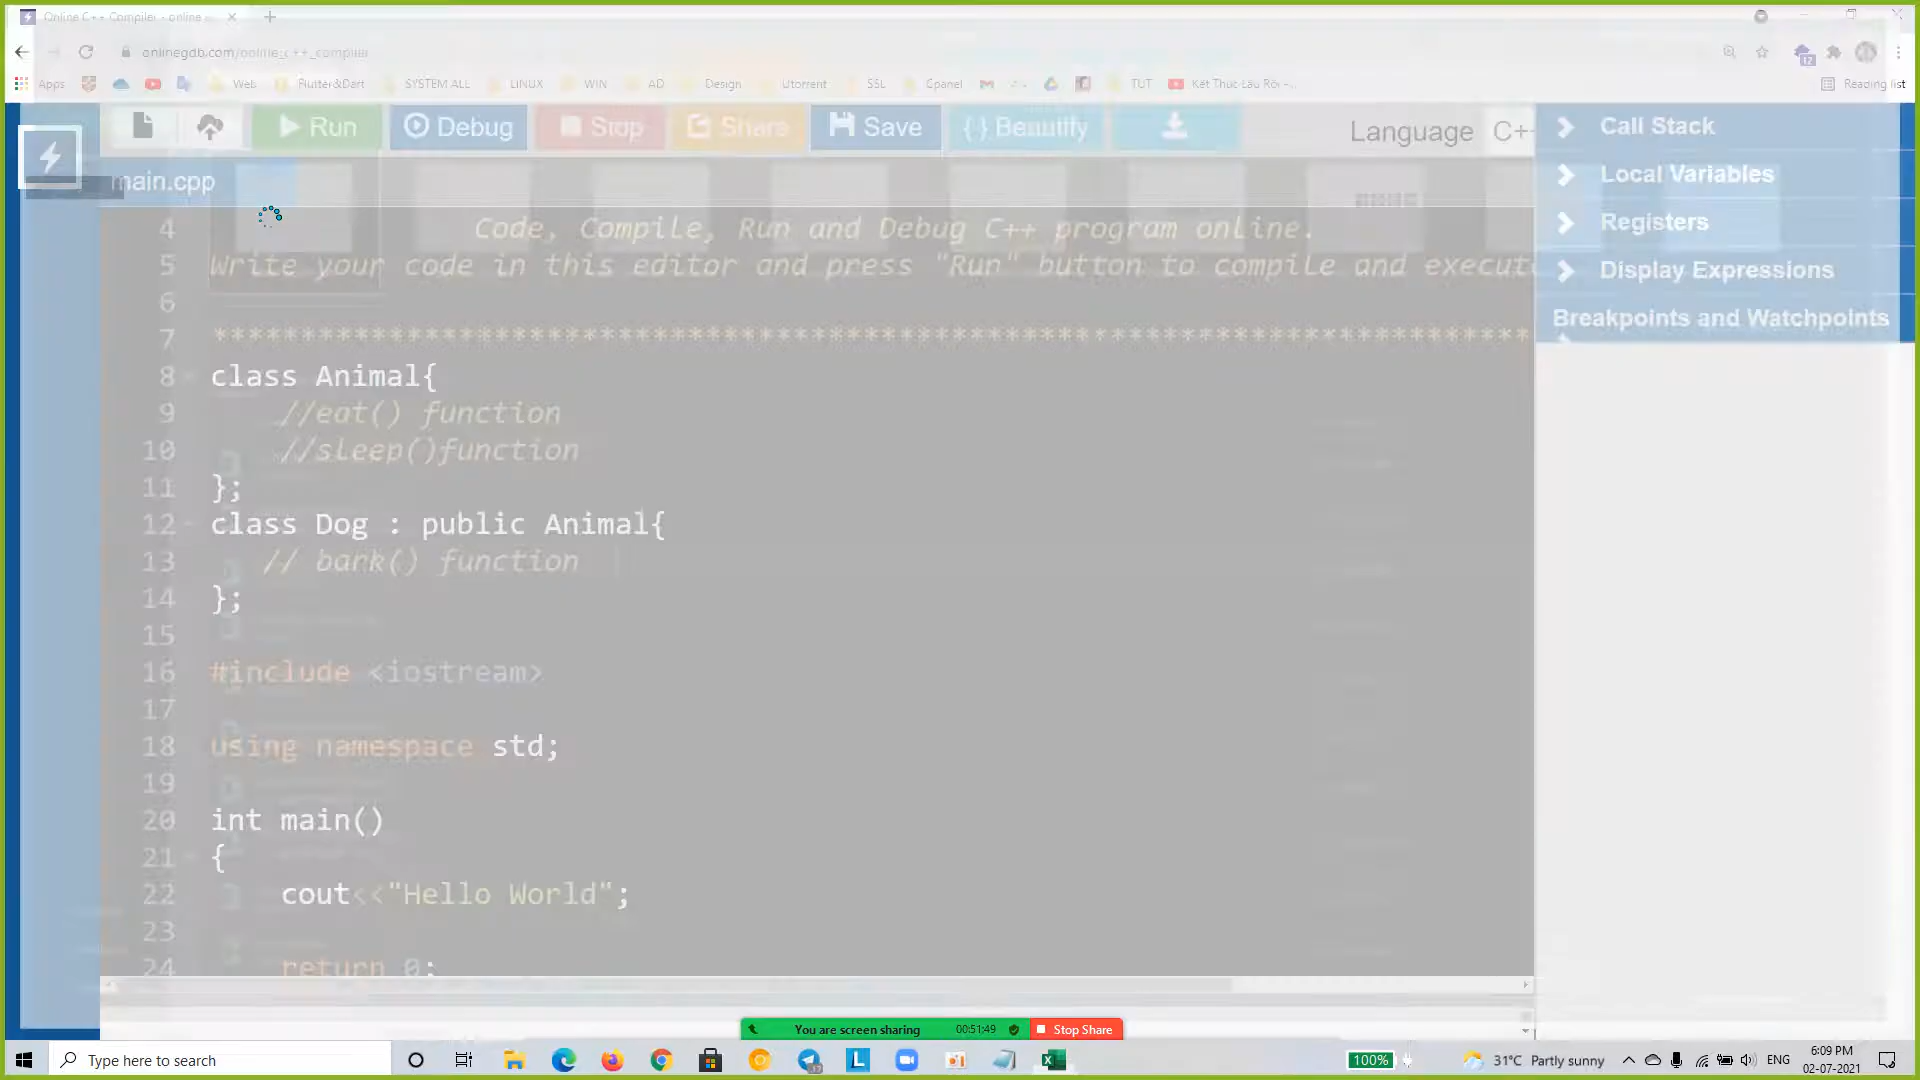 Online C++ Compiler - online
onlinegdb.com/online_c++_compiler
Apps
Web
Flutter&Dart
SYSTEM ALL
LINUX
WIN
AD
Design
Utorrent
SSL
Cpanel
TUT
Reading list
Run
Debug
Stop
Share
Save
{ } Beautify
Language C+
main.cpp
Call Stack
Local Variables
Registers
Display Expressions
Breakpoints and Watchpoints
4 Code, Compile, Run and Debug C++ program online.
5 Write your code in this editor and press "Run" button to compile and execut
6
7 ***************************************************************************
8 class Animal{
9 //eat() function
10 //sleep()function
11 };
12 class Dog : public Animal{
13 // bark() function
14 };
15
16 #include <iostream>
17
18 using namespace std;
19
20 int main()
21 {
22 cout<<"Hello World";
23
24 return 0;
You are screen sharing 00:51:49 Stop Share
Type here to search
100%
31°C Partly sunny
ENG
6:09 PM
02-07-2021